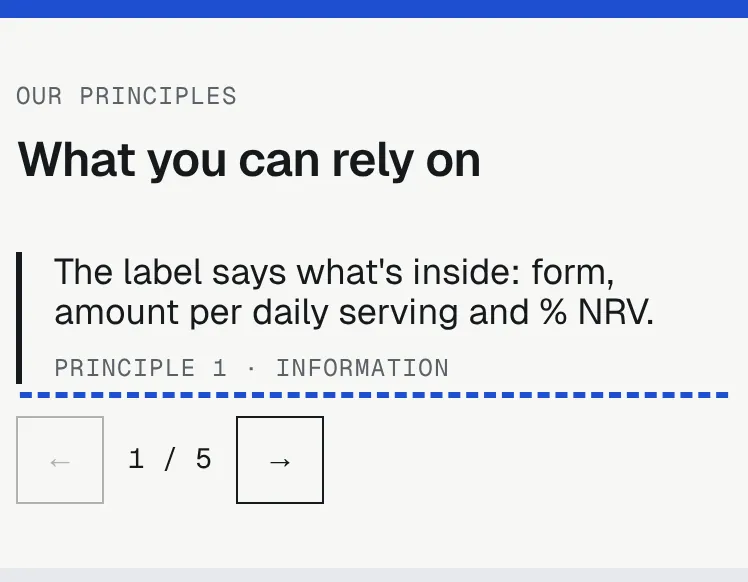 OUR PRINCIPLES
What you can rely on
The label says what's inside: form,
amount per daily serving and % NRV.
PRINCIPLE 1 · INFORMATION
← 1 / 5 →